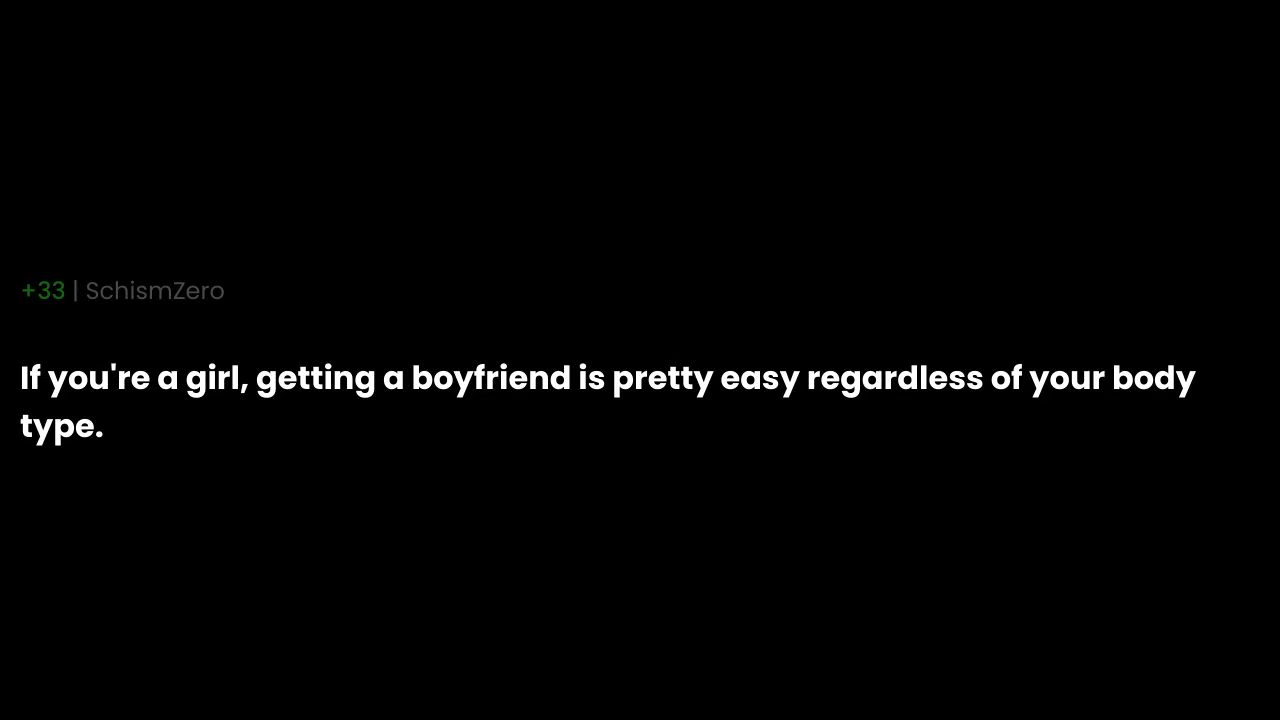 +33 | SchismZero
If you're a girl, getting a boyfriend is pretty easy regardless of your body
type.